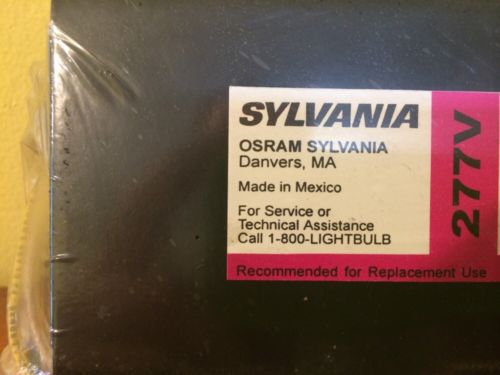 SYLVANIA
OSRAM SYLVANIA
Danvers, MA
Made in Mexico
For Service or
Technical Assistance
Call 1-800-LIGHTBULB
277V
Recommended for Replacement Use